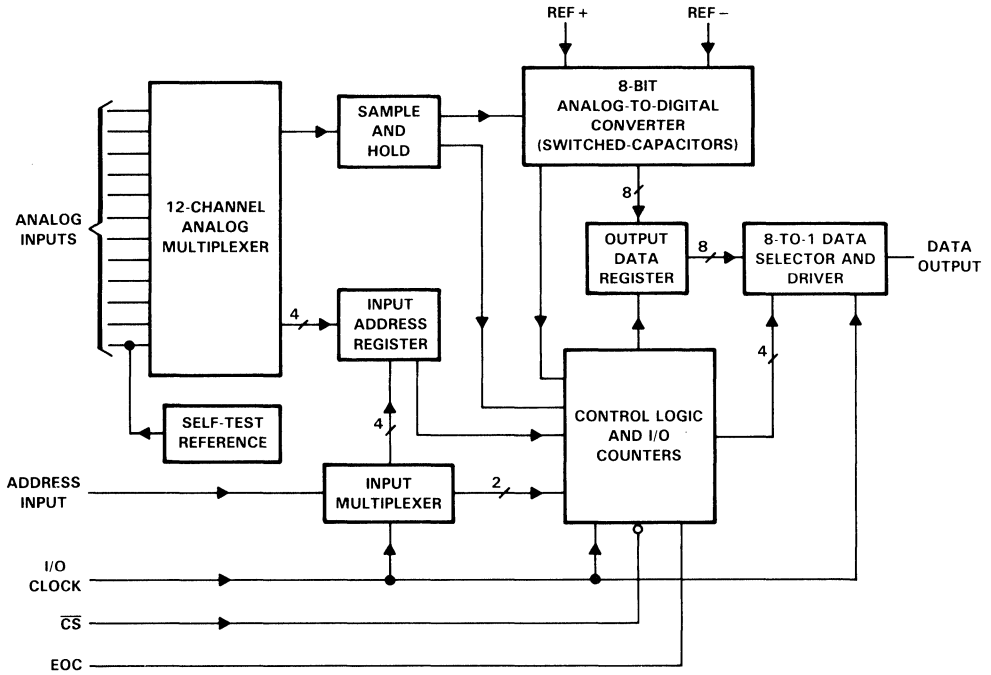 REF +
REF −
8-BIT
ANALOG-TO-DIGITAL
CONVERTER
(SWITCHED-CAPACITORS)
SAMPLE
AND
HOLD
12-CHANNEL
ANALOG
MULTIPLEXER
ANALOG
INPUTS
8
OUTPUT
DATA
REGISTER
8
8-TO-1 DATA
SELECTOR AND
DRIVER
DATA
OUTPUT
4
INPUT
ADDRESS
REGISTER
4
4
SELF-TEST
REFERENCE
CONTROL LOGIC
AND I/O
COUNTERS
ADDRESS
INPUT
INPUT
MULTIPLEXER
2
I/O
CLOCK
C̅S̅
EOC